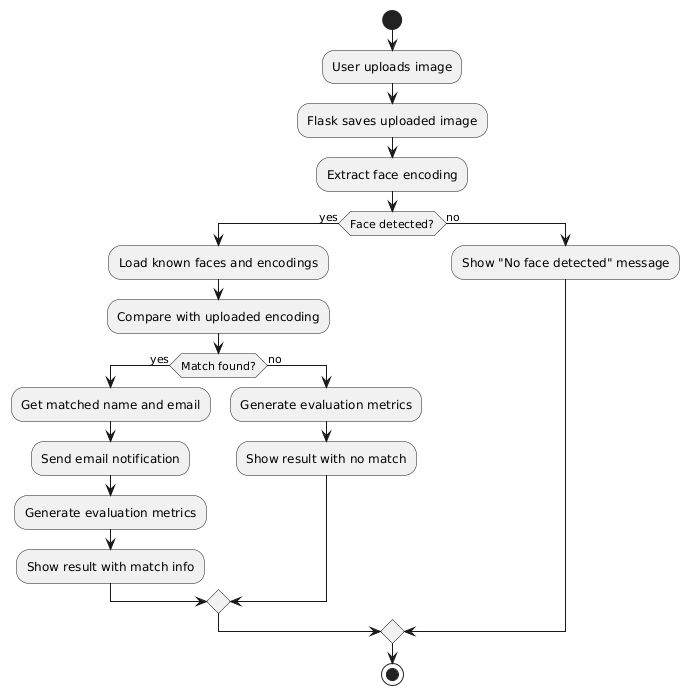 User uploads image
Flask saves uploaded image
Extract face encoding
yes
Face detected?
no
Load known faces and encodings
Show "No face detected" message
Compare with uploaded encoding
yes
Match found?
no
Get matched name and email
Generate evaluation metrics
Send email notification
Show result with no match
Generate evaluation metrics
Show result with match info